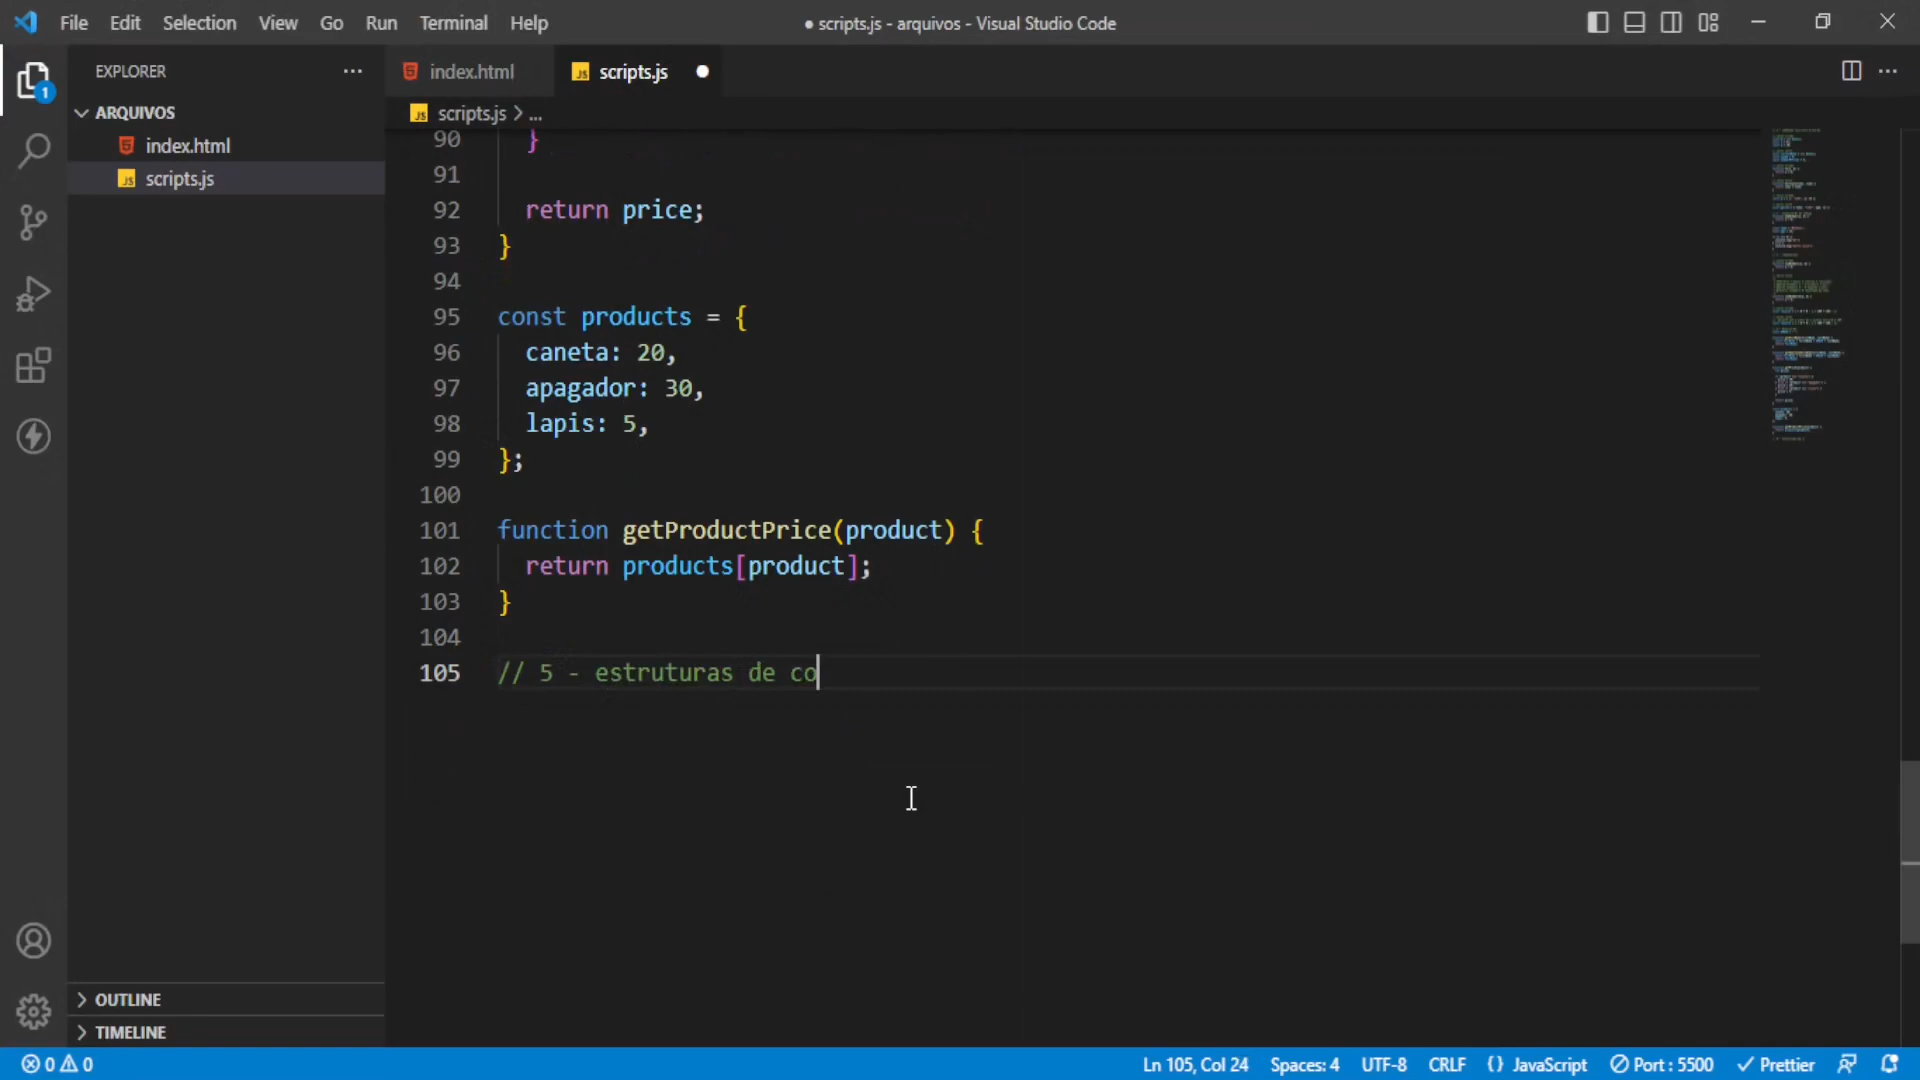 File Edit Selection View Go Run Terminal Help
● scripts.js - arquivos - Visual Studio Code
EXPLORER
1
ARQUIVOS
index.html
JS scripts.js
index.html
JS scripts.js
JS scripts.js > ...
90 }
91
92 return price;
93 }
94
95 const products = {
96 caneta: 20,
97 apagador: 30,
98 lapis: 5,
99 };
100
101 function getProductPrice(product) {
102 return products[product];
103 }
104
105 // 5 - estruturas de co
OUTLINE
TIMELINE
0 0
Ln 105, Col 24 Spaces: 4 UTF-8 CRLF {} JavaScript Port : 5500 Prettier